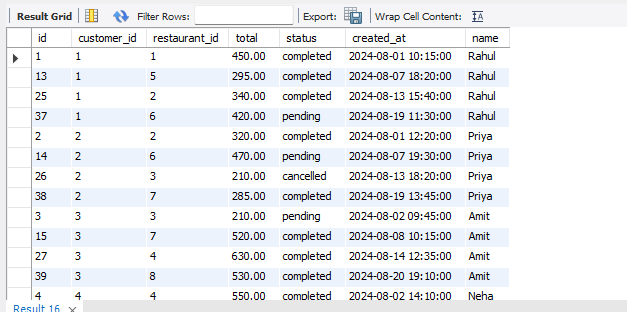 Result Grid Filter Rows: Export: Wrap Cell Content:
id customer_id restaurant_id total status created_at name
1 1 1 450.00 completed 2024-08-01 10:15:00 Rahul
13 1 5 295.00 completed 2024-08-07 18:20:00 Rahul
25 1 2 340.00 completed 2024-08-13 15:40:00 Rahul
37 1 6 420.00 pending 2024-08-19 11:30:00 Rahul
2 2 2 320.00 completed 2024-08-01 12:20:00 Priya
14 2 6 470.00 pending 2024-08-07 19:30:00 Priya
26 2 3 210.00 cancelled 2024-08-13 18:20:00 Priya
38 2 7 285.00 completed 2024-08-19 13:45:00 Priya
3 3 3 210.00 pending 2024-08-02 09:45:00 Amit
15 3 7 520.00 completed 2024-08-08 10:15:00 Amit
27 3 4 630.00 completed 2024-08-14 12:35:00 Amit
39 3 8 530.00 completed 2024-08-20 19:10:00 Amit
4 4 4 550.00 completed 2024-08-02 14:10:00 Neha
Result 16